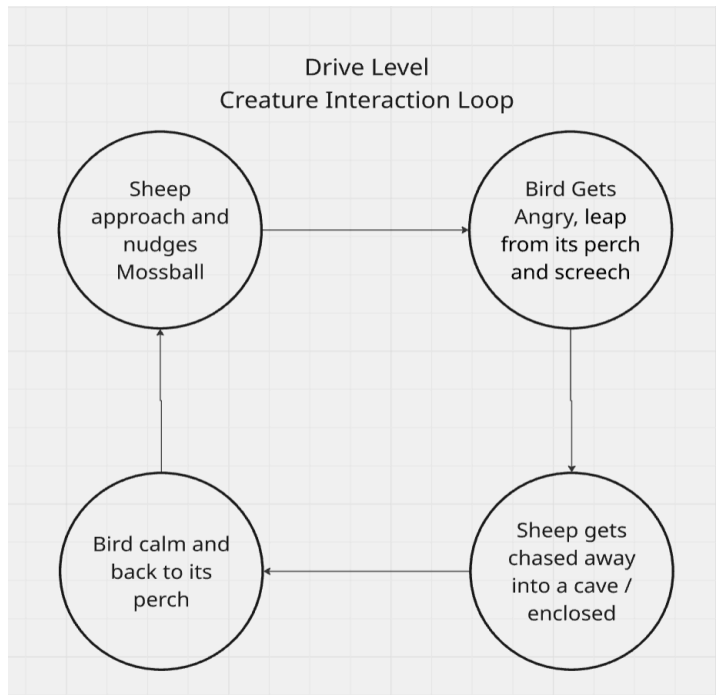 Drive Level
Creature Interaction Loop
Sheep
approach and
nudges
Mossball
Bird Gets
Angry, leap
from its perch
and screech
Bird calm and
back to its
perch
Sheep gets
chased away
into a cave /
enclosed